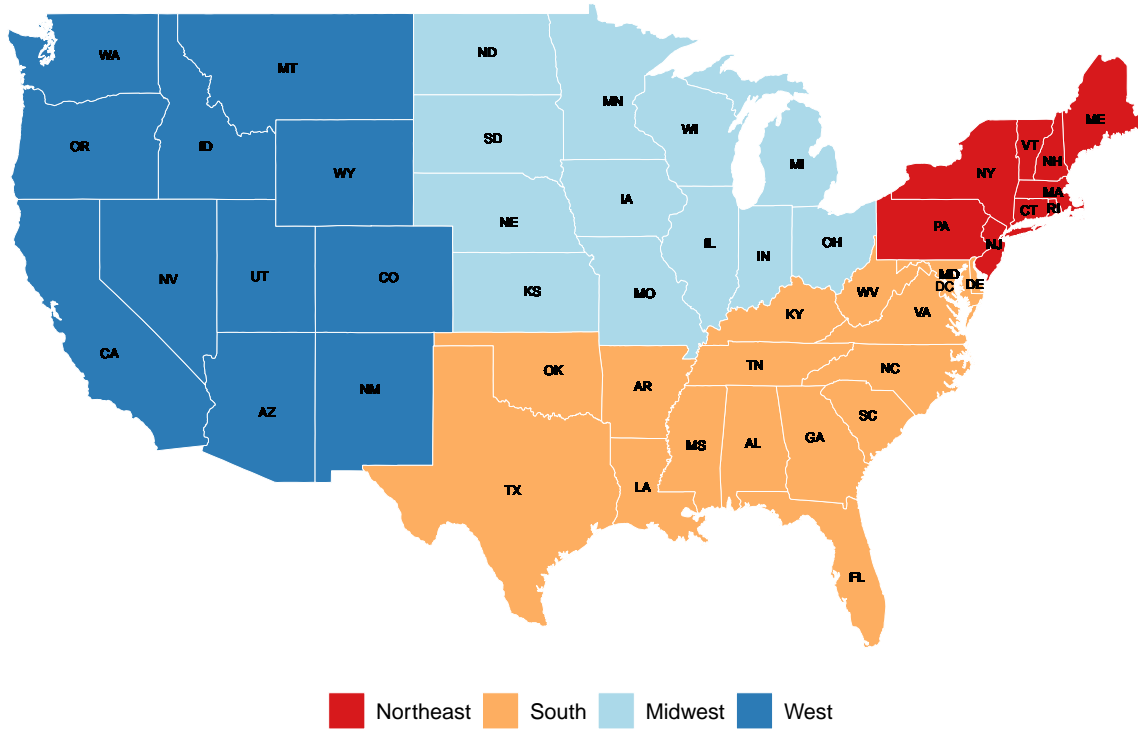 WA
MT
ND
MN
ME
OR
ID
SD
WI
VT
NH
WY
MI
NY
MA
IA
CT
RI
NE
PA
IL
OH
NJ
NV
UT
CO
IN
MD
KS
MO
WV
DC
DE
KY
VA
CA
TN
OK
NC
NM
AR
AZ
SC
MS
AL
GA
TX
LA
FL
Northeast South Midwest West